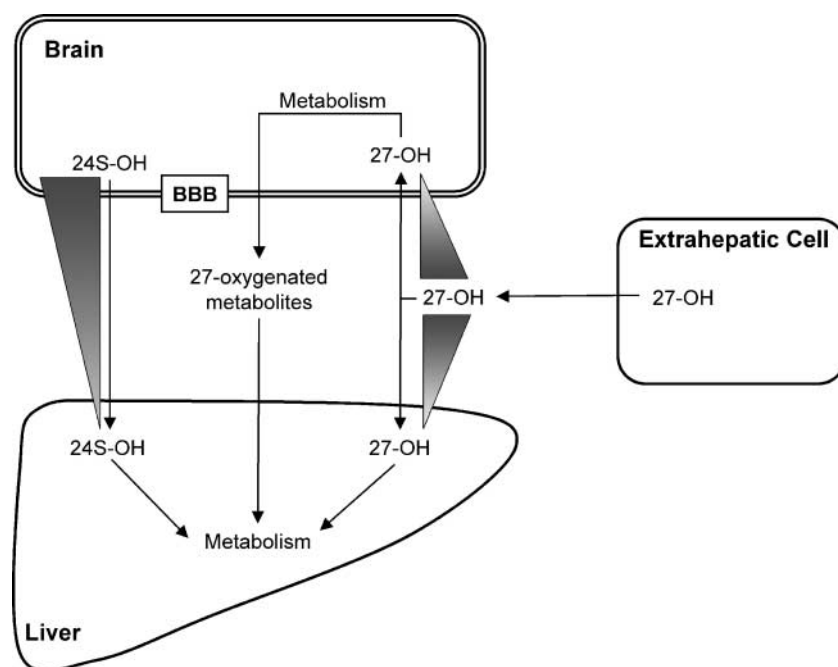 Brain
Metabolism
24S-OH
27-OH
BBB
Extrahepatic Cell
27-oxygenated
metabolites
27-OH
27-OH
24S-OH
27-OH
Metabolism
Liver